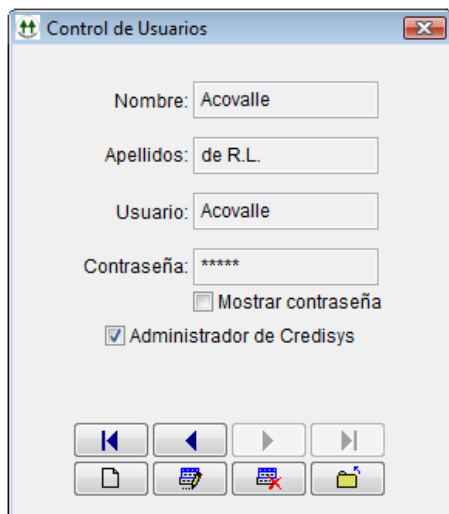 Control de Usuarios
Nombre: Acovalle
Apellidos: de R.L.
Usuario: Acovalle
Contraseña: *****
Mostrar contraseña
Administrador de Credisys